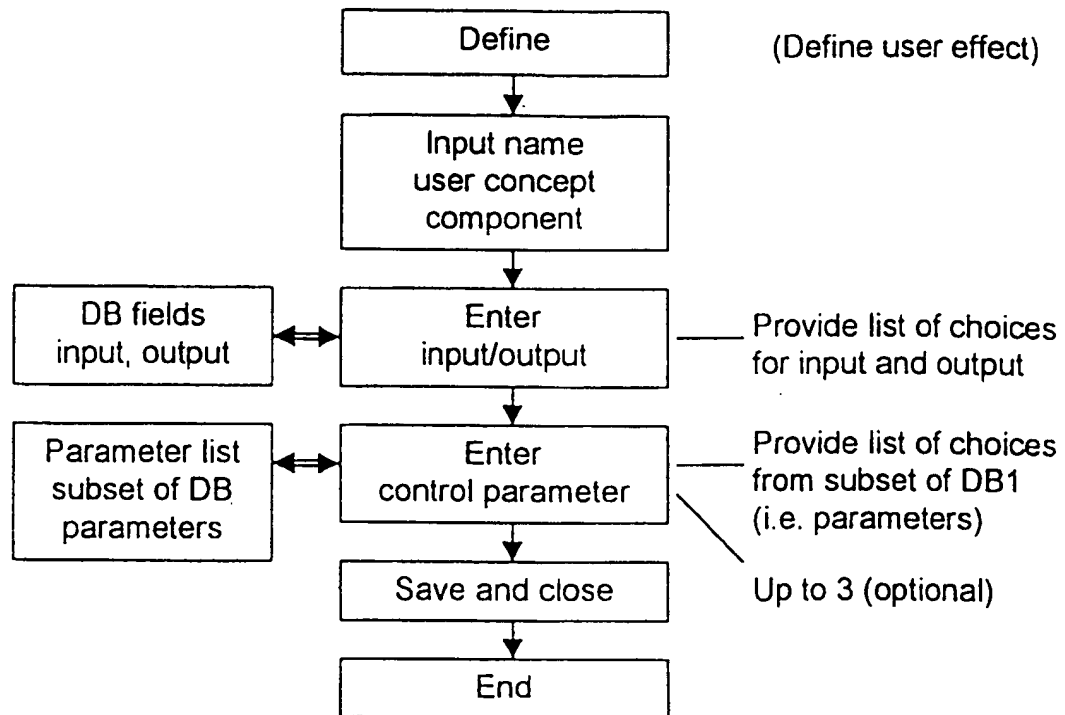 Define
(Define user effect)
Input name
user concept
component
DB fields
input, output
Enter
input/output
Provide list of choices
for input and output
Parameter list
subset of DB
parameters
Enter
control parameter
Provide list of choices
from subset of DB1
(i.e. parameters)
Up to 3 (optional)
Save and close
End